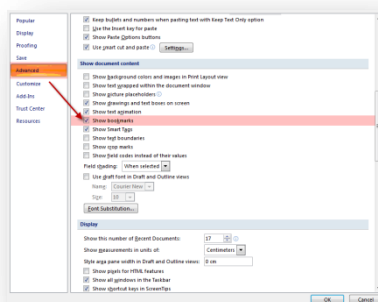 Popular
Display
Proofing
Save
Advanced
Customize
Add-Ins
Trust Center
Resources
Keep bullets and numbers when pasting text with Keep Text Only option
Use the Insert key for paste
Show Paste Options buttons
Use smart cut and paste Settings...
Show document content
Show background colors and images in Print Layout view
Show text wrapped within the document window
Show picture placeholders
Show drawings and text boxes on screen
Show text animation
Show bookmarks
Show Smart Tags
Show text boundaries
Show crop marks
Show field codes instead of their values
Field shading: When selected
Use draft font in Draft and Outline views
Name: Courier New
Size: 10
Font Substitution...
Display
Show this number of Recent Documents: 17
Show measurements in units of: Centimeters
Style area pane width in Draft and Outline views: 0 cm
Show pixels for HTML features
Show all windows in the Taskbar
Show shortcut keys in ScreenTips
OK Cancel